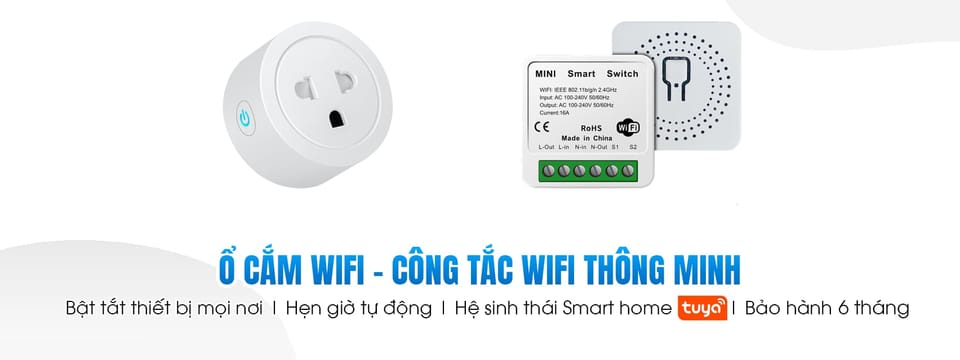 MINI Smart Switch
WIFI: IEEE 802.11b/g/n 2.4GHz
Input: AC 100-240V 50/60Hz
Output: AC 100-240V 50/60Hz
Current:16A
CE RoHS WiFi
Made in China
L-Out L-in N-in N-Out S1 S2
Ổ CẮM WIFI - CÔNG TẮC WIFI THÔNG MINH
Bật tắt thiết bị mọi nơi | Hẹn giờ tự động | Hệ sinh thái Smart home tuya | Bảo hành 6 tháng